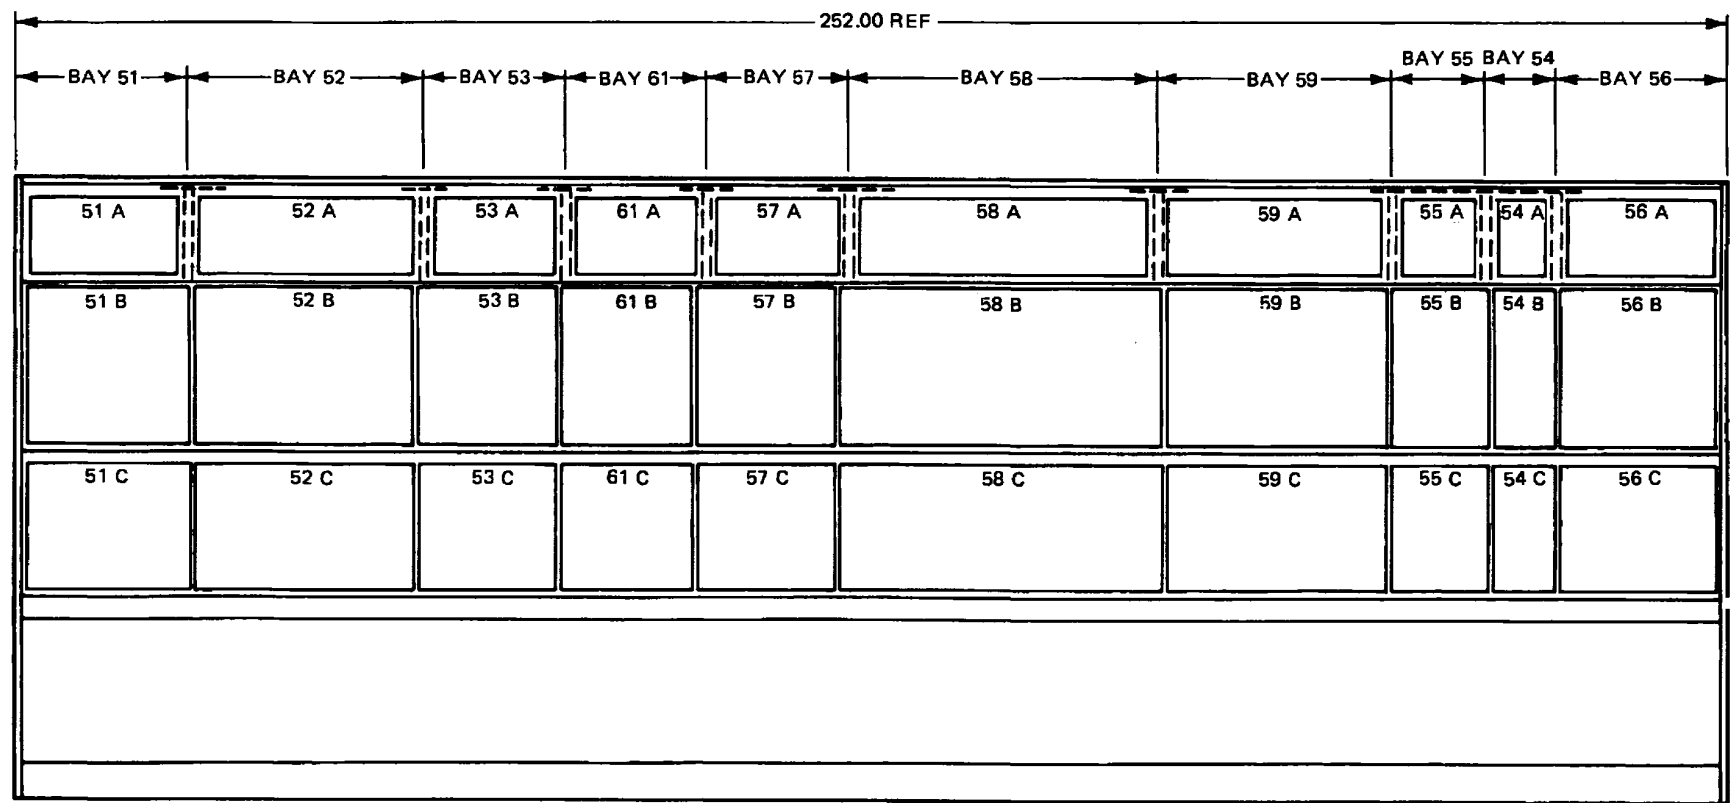 252.00 REF
BAY 55 BAY 54
BAY 51 BAY 52 BAY 53 BAY 61 BAY 57 BAY 58 BAY 59 BAY 56
51 A 52 A 53 A 61 A 57 A 58 A 59 A 55 A 54 A 56 A
51 B 52 B 53 B 61 B 57 B 58 B 59 B 55 B 54 B 56 B
51 C 52 C 53 C 61 C 57 C 58 C 59 C 55 C 54 C 56 C